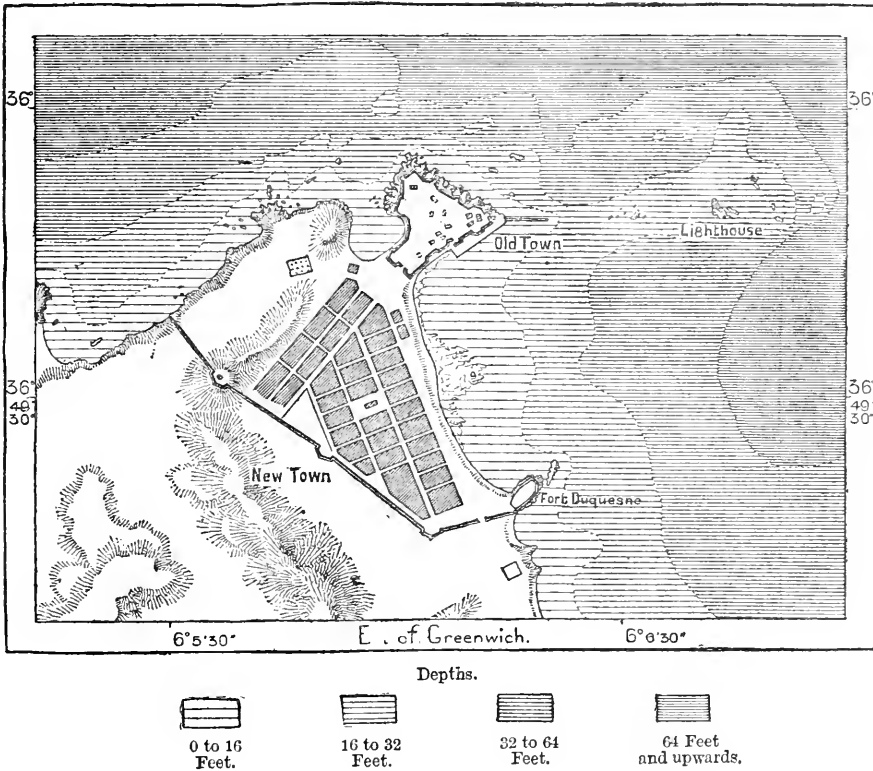 36°
36°
Old Town
Lighthouse
36°
49'
30"
36°
49'
30"
New Town
Fort Duquesne
6°5'30"
E. of Greenwich.
6°6'30"
Depths.
0 to 16
Feet.
16 to 32
Feet.
32 to 64
Feet.
64 Feet
and upwards.